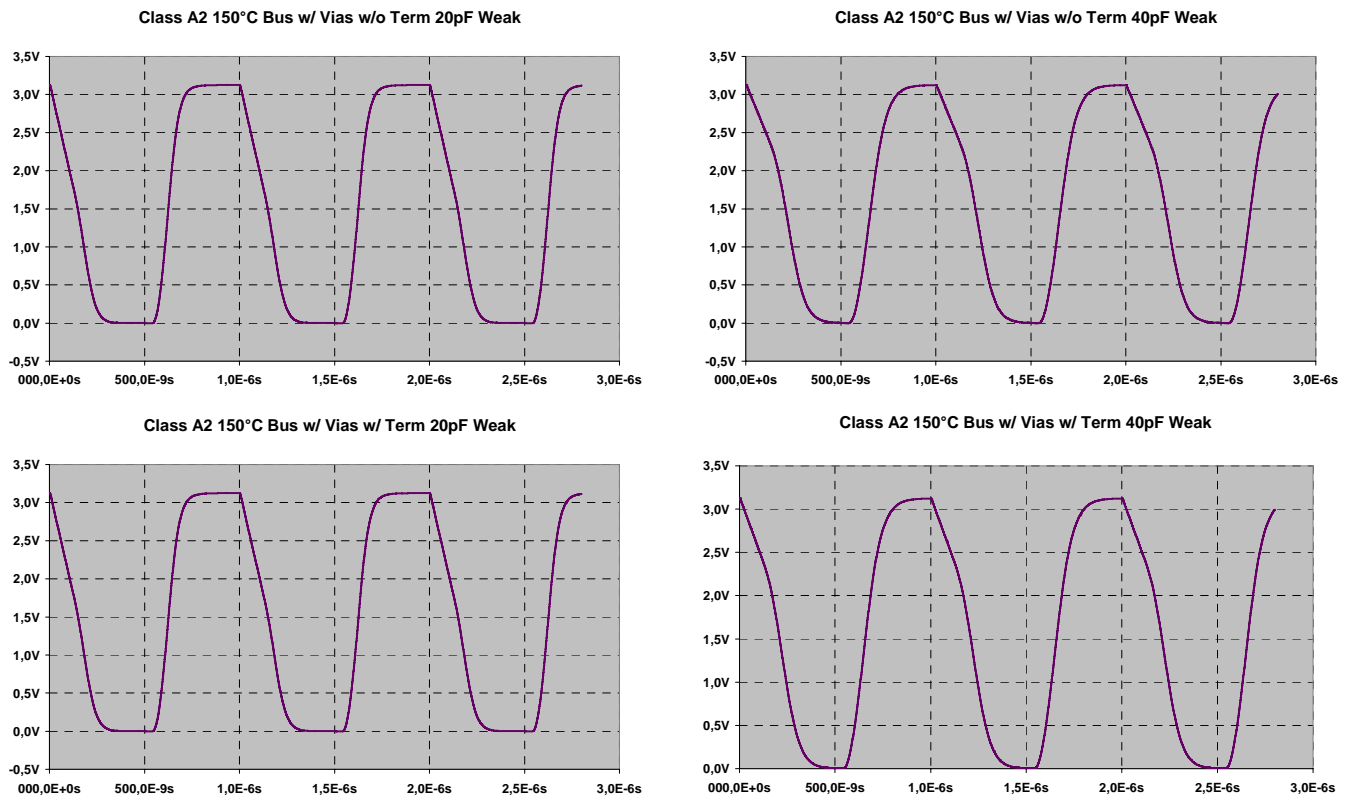 Class A2 150°C Bus w/ Vias w/o Term 20pF Weak
3,5V
3,0V
2,5V
2,0V
1,5V
1,0V
0,5V
0,0V
-0,5V
000,0E+0s 500,0E-9s 1,0E-6s 1,5E-6s 2,0E-6s 2,5E-6s 3,0E-6s
Class A2 150°C Bus w/ Vias w/o Term 40pF Weak
3,5V
3,0V
2,5V
2,0V
1,5V
1,0V
0,5V
0,0V
-0,5V
000,0E+0s 500,0E-9s 1,0E-6s 1,5E-6s 2,0E-6s 2,5E-6s 3,0E-6s
Class A2 150°C Bus w/ Vias w/ Term 20pF Weak
3,5V
3,0V
2,5V
2,0V
1,5V
1,0V
0,5V
0,0V
-0,5V
000,0E+0s 500,0E-9s 1,0E-6s 1,5E-6s 2,0E-6s 2,5E-6s 3,0E-6s
Class A2 150°C Bus w/ Vias w/ Term 40pF Weak
3,5V
3,0V
2,5V
2,0V
1,5V
1,0V
0,5V
0,0V
000,0E+0s 500,0E-9s 1,0E-6s 1,5E-6s 2,0E-6s 2,5E-6s 3,0E-6s